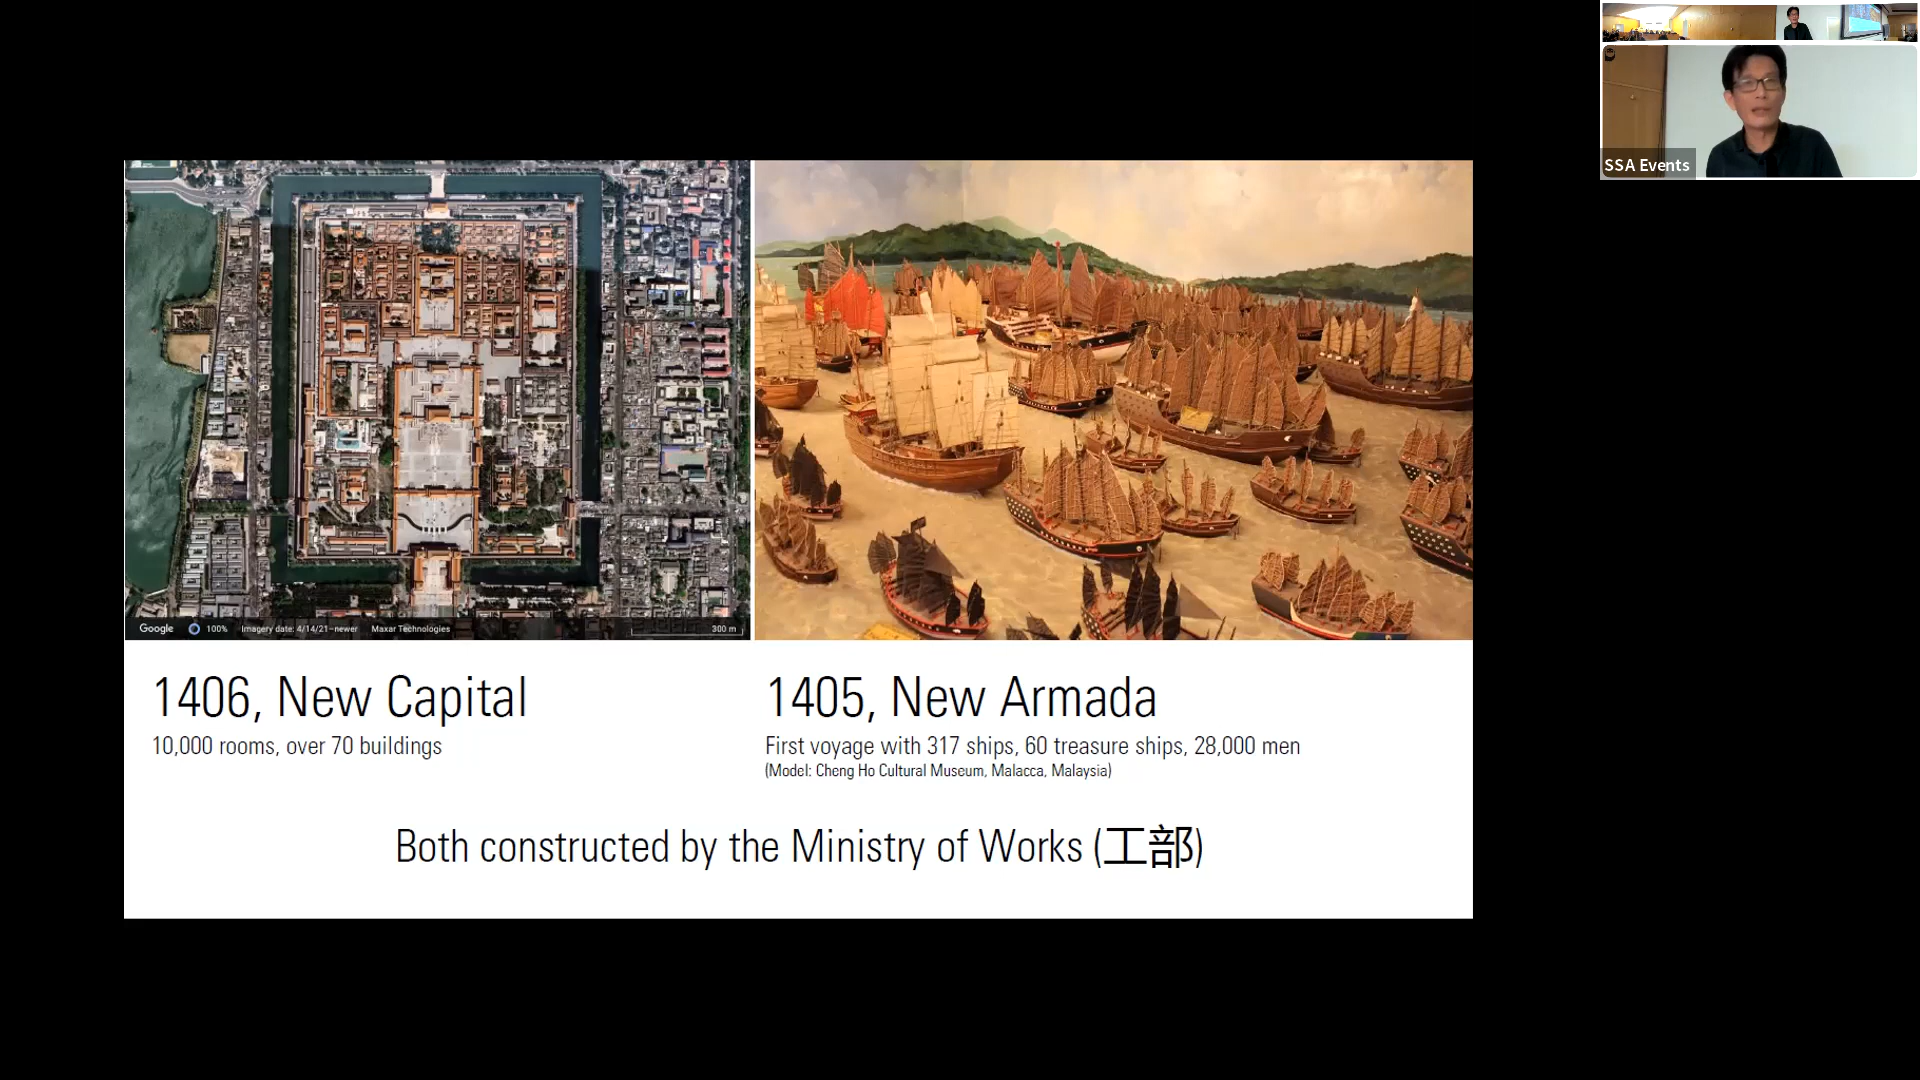 SSA Events
Google 100% Imagery date: 4/14/21–newer Maxar Technologies 300 m
1406, New Capital
10,000 rooms, over 70 buildings
1405, New Armada
First voyage with 317 ships, 60 treasure ships, 28,000 men
(Model: Cheng Ho Cultural Museum, Malacca, Malaysia)
Both constructed by the Ministry of Works (工部)